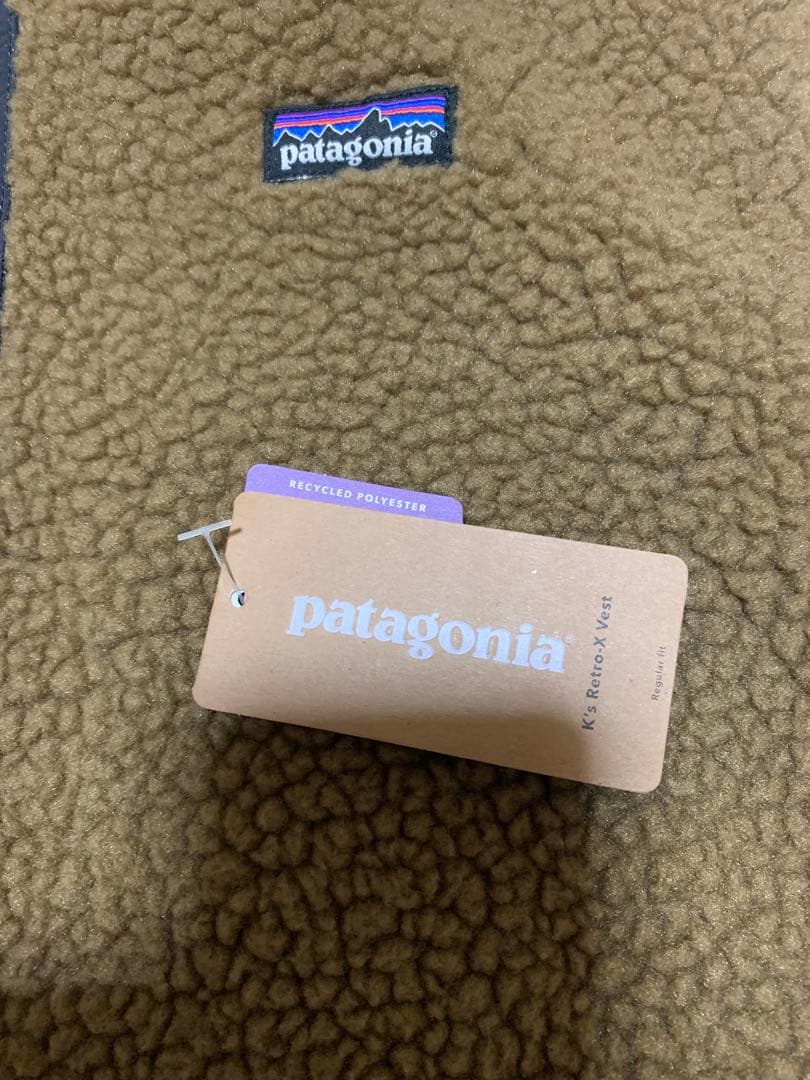 patagonia®
RECYCLED POLYESTER
patagonia®
K's Retro-X Vest
Regular fit